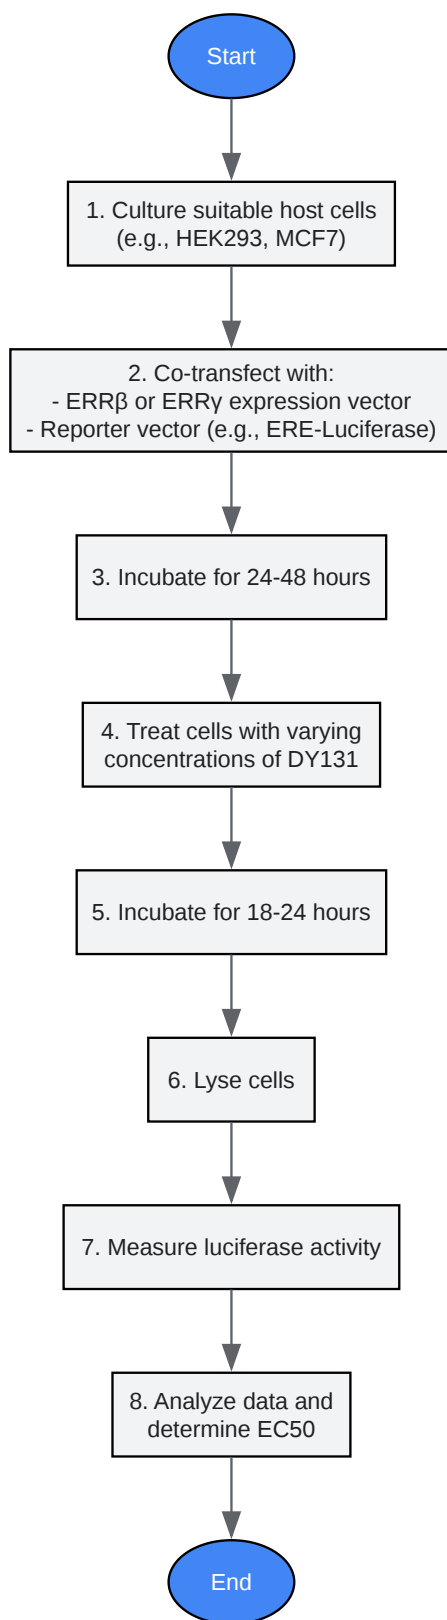 Start
1. Culture suitable host cells
(e.g., HEK293, MCF7)
2. Co-transfect with:
- ERRβ or ERRγ expression vector
- Reporter vector (e.g., ERE-Luciferase)
3. Incubate for 24-48 hours
4. Treat cells with varying
concentrations of DY131
5. Incubate for 18-24 hours
6. Lyse cells
7. Measure luciferase activity
8. Analyze data and
determine EC50
End